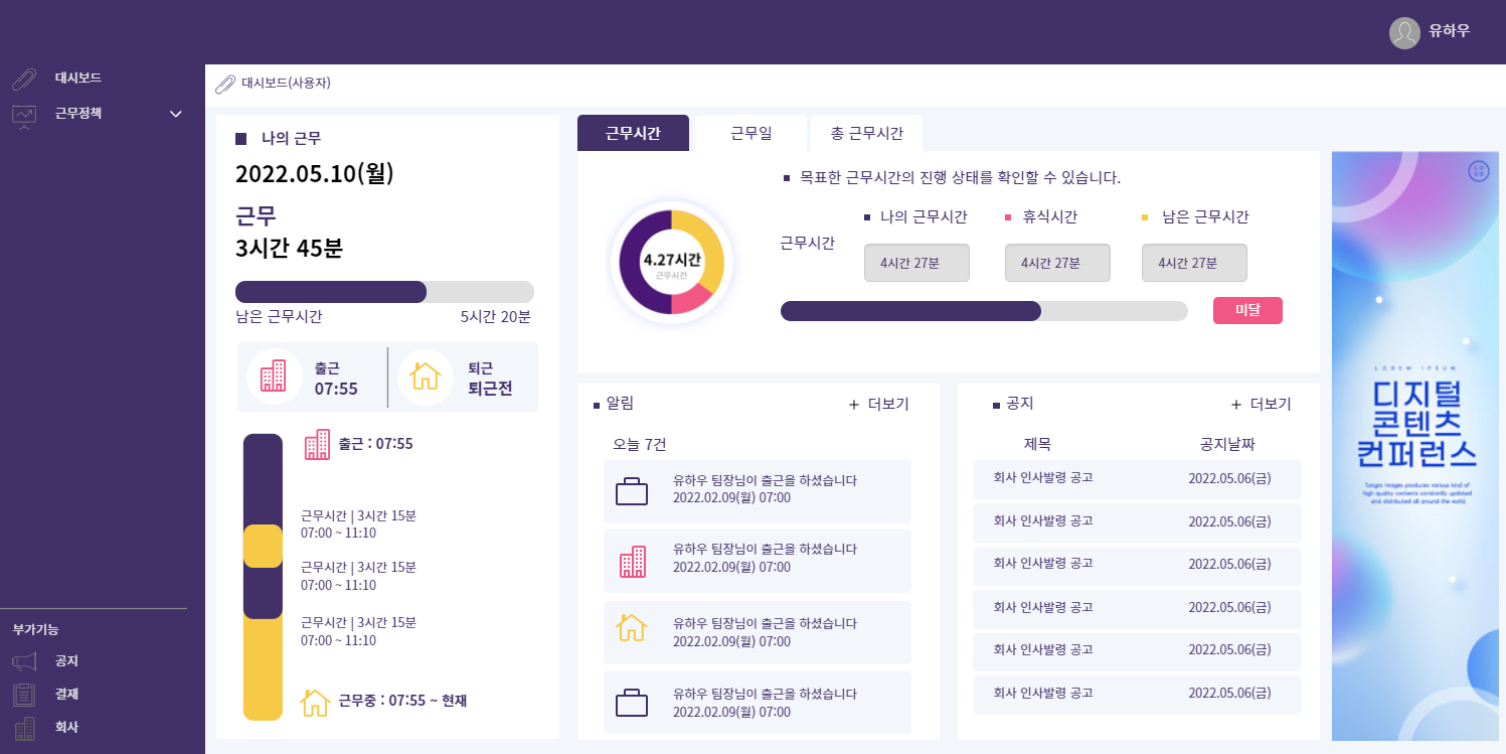 유하우
대시보드
근무정책
부가기능
공지
결재
회사
대시보드(사용자)
나의 근무
2022.05.10(월)
근무
3시간 45분
남은 근무시간 5시간 20분
출근
07:55
퇴근
퇴근전
출근 : 07:55
근무시간 | 3시간 15분
07:00 ~ 11:10
근무시간 | 3시간 15분
07:00 ~ 11:10
근무시간 | 3시간 15분
07:00 ~ 11:10
근무중 : 07:55 ~ 현재
근무시간 근무일 총 근무시간
목표한 근무시간의 진행 상태를 확인할 수 있습니다.
4.27시간
근무시간
나의 근무시간 휴식시간 남은 근무시간
근무시간
4시간 27분 4시간 27분 4시간 27분
미달
알림 + 더보기
오늘 7건
유하우 팀장님이 출근을 하셨습니다
2022.02.09(월) 07:00
유하우 팀장님이 출근을 하셨습니다
2022.02.09(월) 07:00
유하우 팀장님이 출근을 하셨습니다
2022.02.09(월) 07:00
유하우 팀장님이 출근을 하셨습니다
2022.02.09(월) 07:00
공지 + 더보기
제목 공지날짜
회사 인사발령 공고 2022.05.06(금)
회사 인사발령 공고 2022.05.06(금)
회사 인사발령 공고 2022.05.06(금)
회사 인사발령 공고 2022.05.06(금)
회사 인사발령 공고 2022.05.06(금)
회사 인사발령 공고 2022.05.06(금)
LOREM IPSUM
디지털
콘텐츠
컨퍼런스
Tongro Images produces various kind of
high quality contents constantly updated
and distributed all around the world.